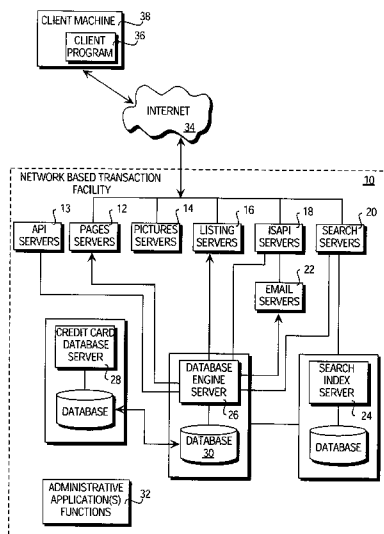 CLIENT MACHINE
38
CLIENT
PROGRAM
36
INTERNET
34
NETWORK BASED TRANSACTION
FACILITY
10
13
12
14
16
18
20
API
SERVERS
PAGES
SERVERS
PICTURES
SERVERS
LISTING
SERVERS
ISAPI
SERVERS
SEARCH
SERVERS
22
EMAIL
SERVERS
CREDIT CARD
DATABASE
SERVER
28
DATABASE
DATABASE
ENGINE
SERVER
26
DATABASE
30
SEARCH
INDEX
SERVER
24
DATABASE
ADMINISTRATIVE
APPLICATION(S)
FUNCTIONS
32